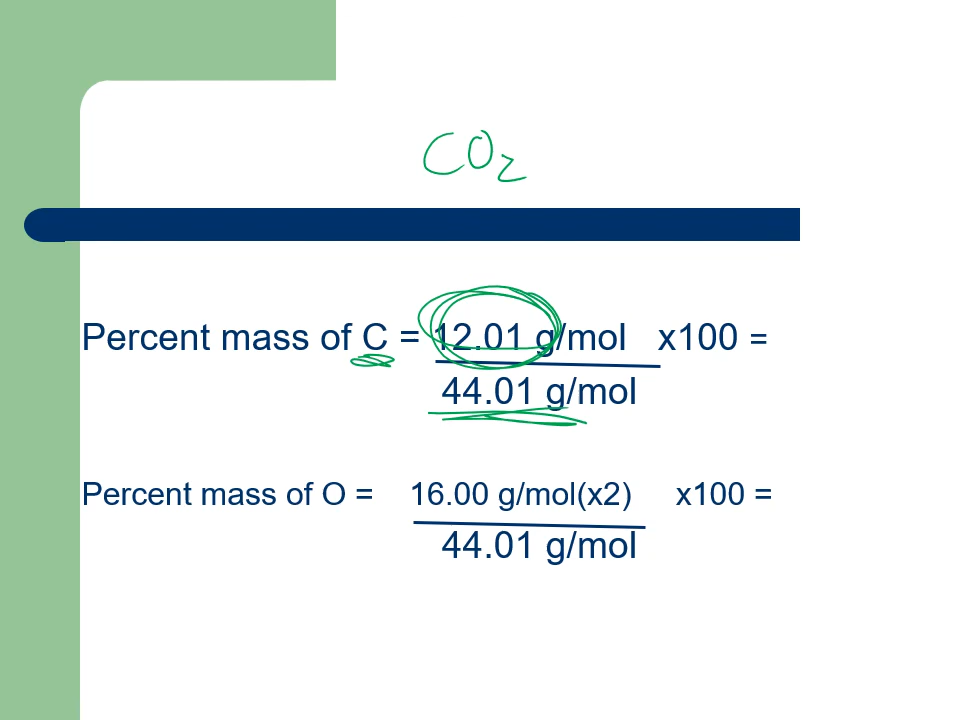 CO₂
Percent mass of C = 12.01 g/mol x100 =
44.01 g/mol
Percent mass of O = 16.00 g/mol(x2) x100 =
44.01 g/mol